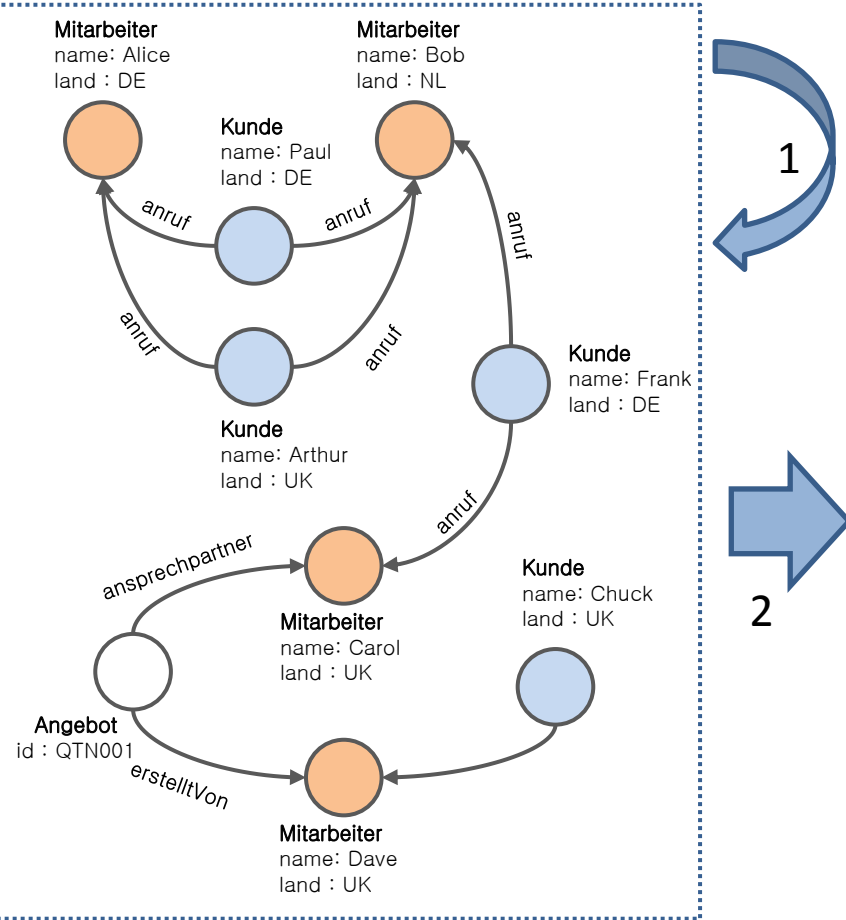 Mitarbeiter
name: Alice
land : DE
Mitarbeiter
name: Bob
land : NL
Kunde
name: Paul
land : DE
anruf
anruf
anruf
anruf
anruf
1
Kunde
name: Frank
land : DE
Kunde
name: Arthur
land : UK
anruf
ansprechpartner
Kunde
name: Chuck
land : UK
2
Mitarbeiter
name: Carol
land : UK
Angebot
id : QTN001
erstelltVon
Mitarbeiter
name: Dave
land : UK